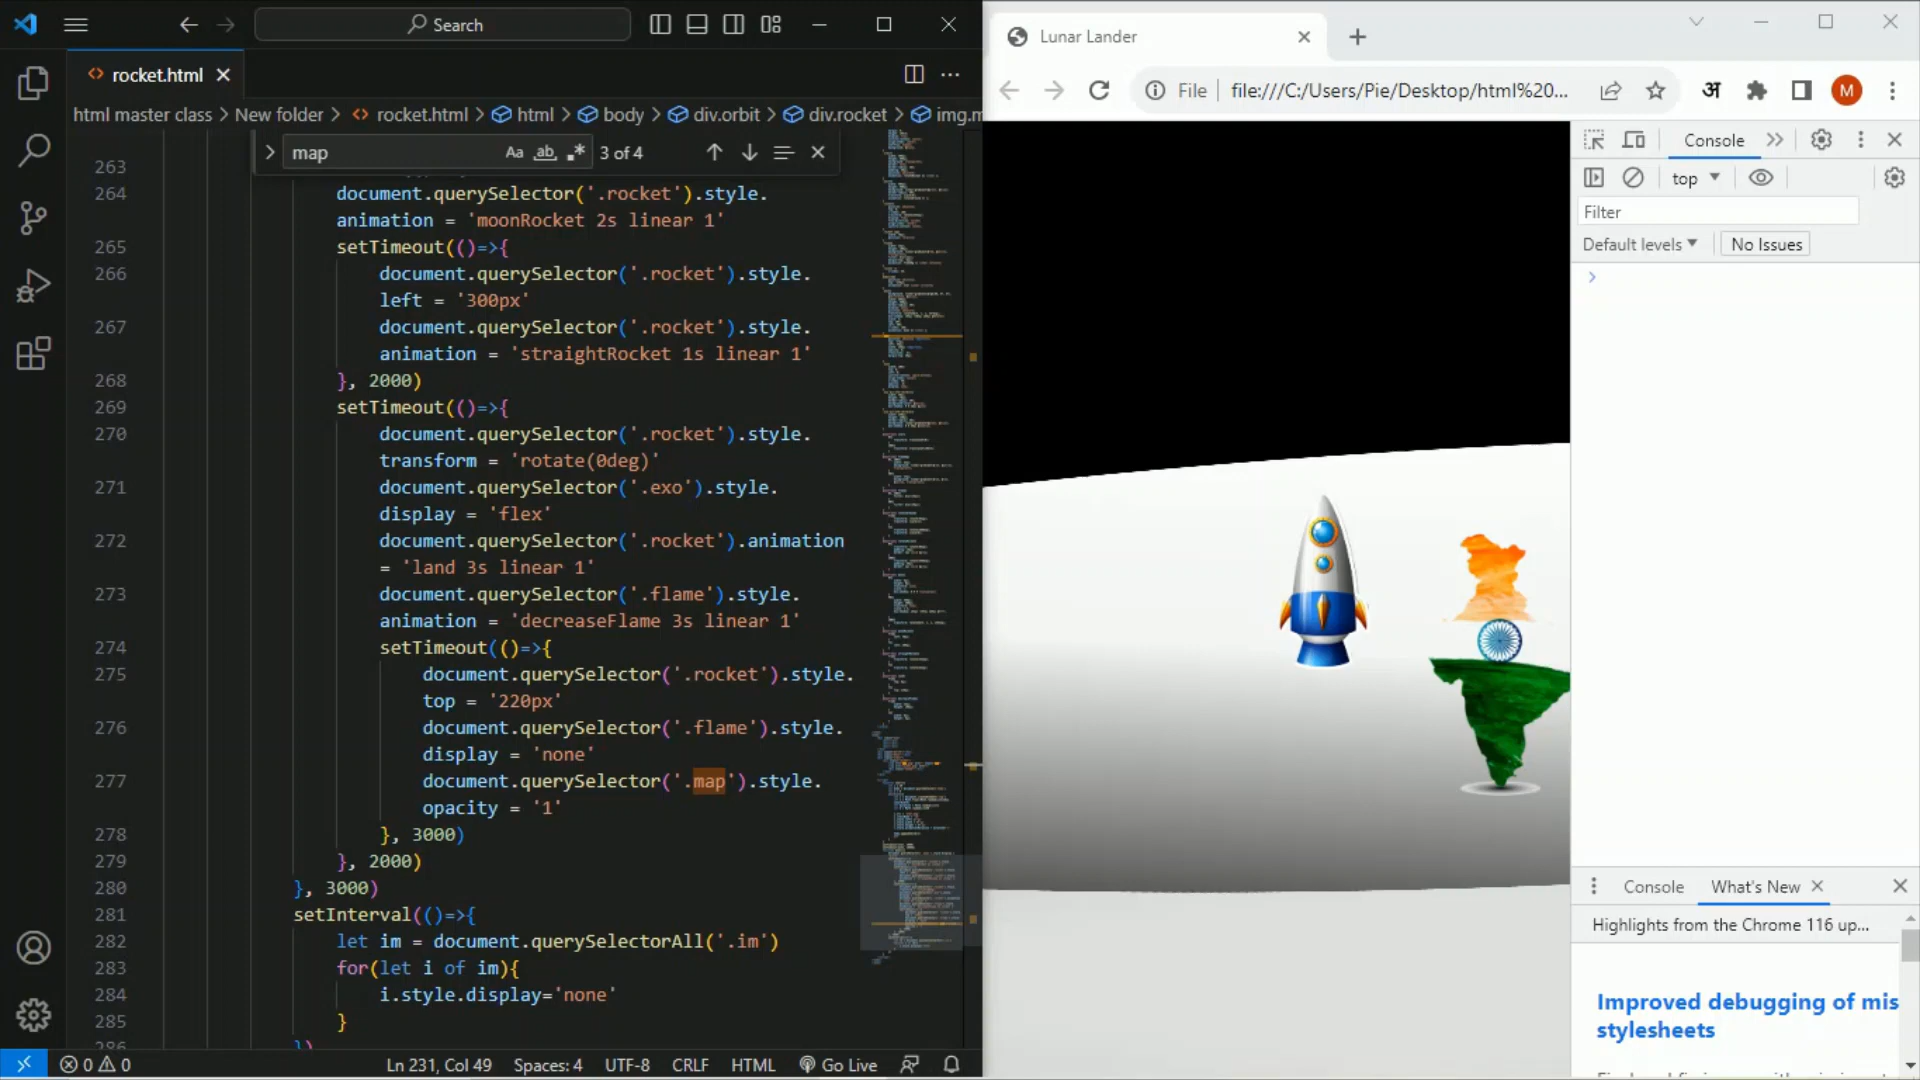 Search
rocket.html
html master class > New folder > rocket.html > html > body > div.orbit > div.rocket > img.m
map
Aa ab .* 3 of 4
263
264 document.querySelector('.rocket').style.
animation = 'moonRocket 2s linear 1'
265 setTimeout(()=>{
266 document.querySelector('.rocket').style.
left = '300px'
267 document.querySelector('.rocket').style.
animation = 'straightRocket 1s linear 1'
268 }, 2000)
269 setTimeout(()=>{
270 document.querySelector('.rocket').style.
transform = 'rotate(0deg)'
271 document.querySelector('.exo').style.
display = 'flex'
272 document.querySelector('.rocket').animation
= 'land 3s linear 1'
273 document.querySelector('.flame').style.
animation = 'decreaseFlame 3s linear 1'
274 setTimeout(()=>{
275 document.querySelector('.rocket').style.
top = '220px'
276 document.querySelector('.flame').style.
display = 'none'
277 document.querySelector('.map').style.
opacity = '1'
278 }, 3000)
279 }, 2000)
280 }, 3000)
281 setInterval(()=>{
282 let im = document.querySelectorAll('.im')
283 for(let i of im){
284 i.style.display='none'
285 }
286 })
0 0 Ln 231, Col 49 Spaces: 4 UTF-8 CRLF HTML Go Live
Lunar Lander
File file:///C:/Users/Pie/Desktop/html%20... अ M
Console
top
Filter
Default levels No Issues
Console What's New
Highlights from the Chrome 116 up...
Improved debugging of mis
stylesheets